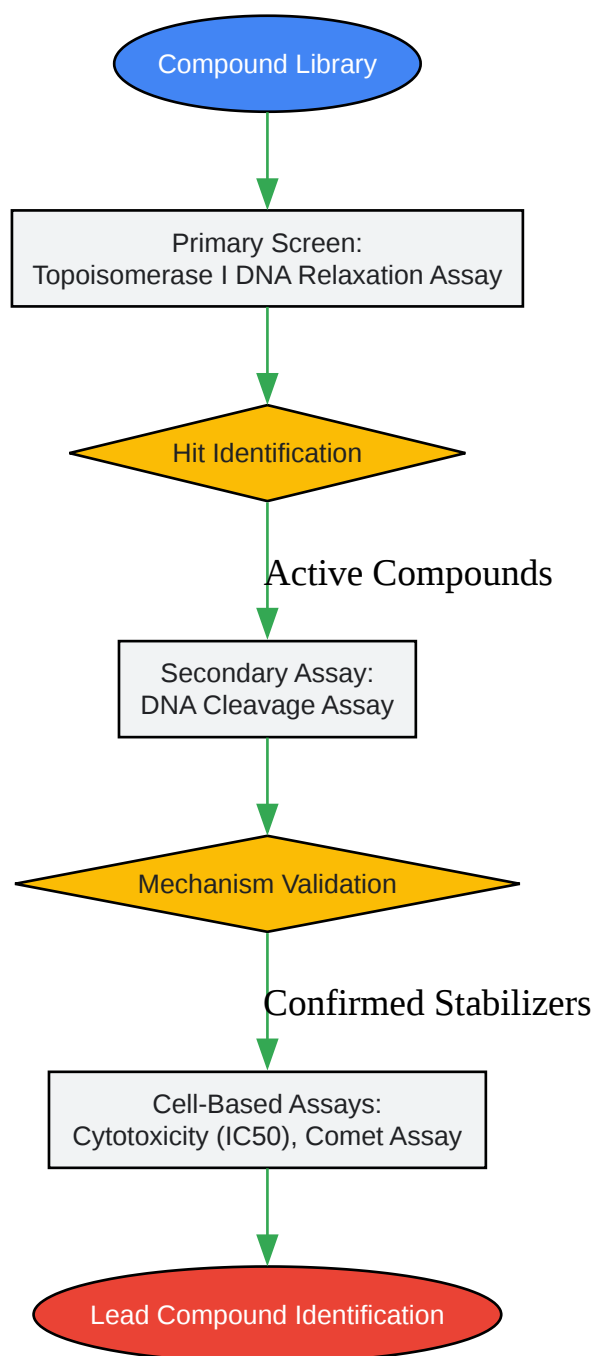 Compound Library
Primary Screen:
Topoisomerase I DNA Relaxation Assay
Hit Identification
Active Compounds
Secondary Assay:
DNA Cleavage Assay
Mechanism Validation
Confirmed Stabilizers
Cell-Based Assays:
Cytotoxicity (IC50), Comet Assay
Lead Compound Identification